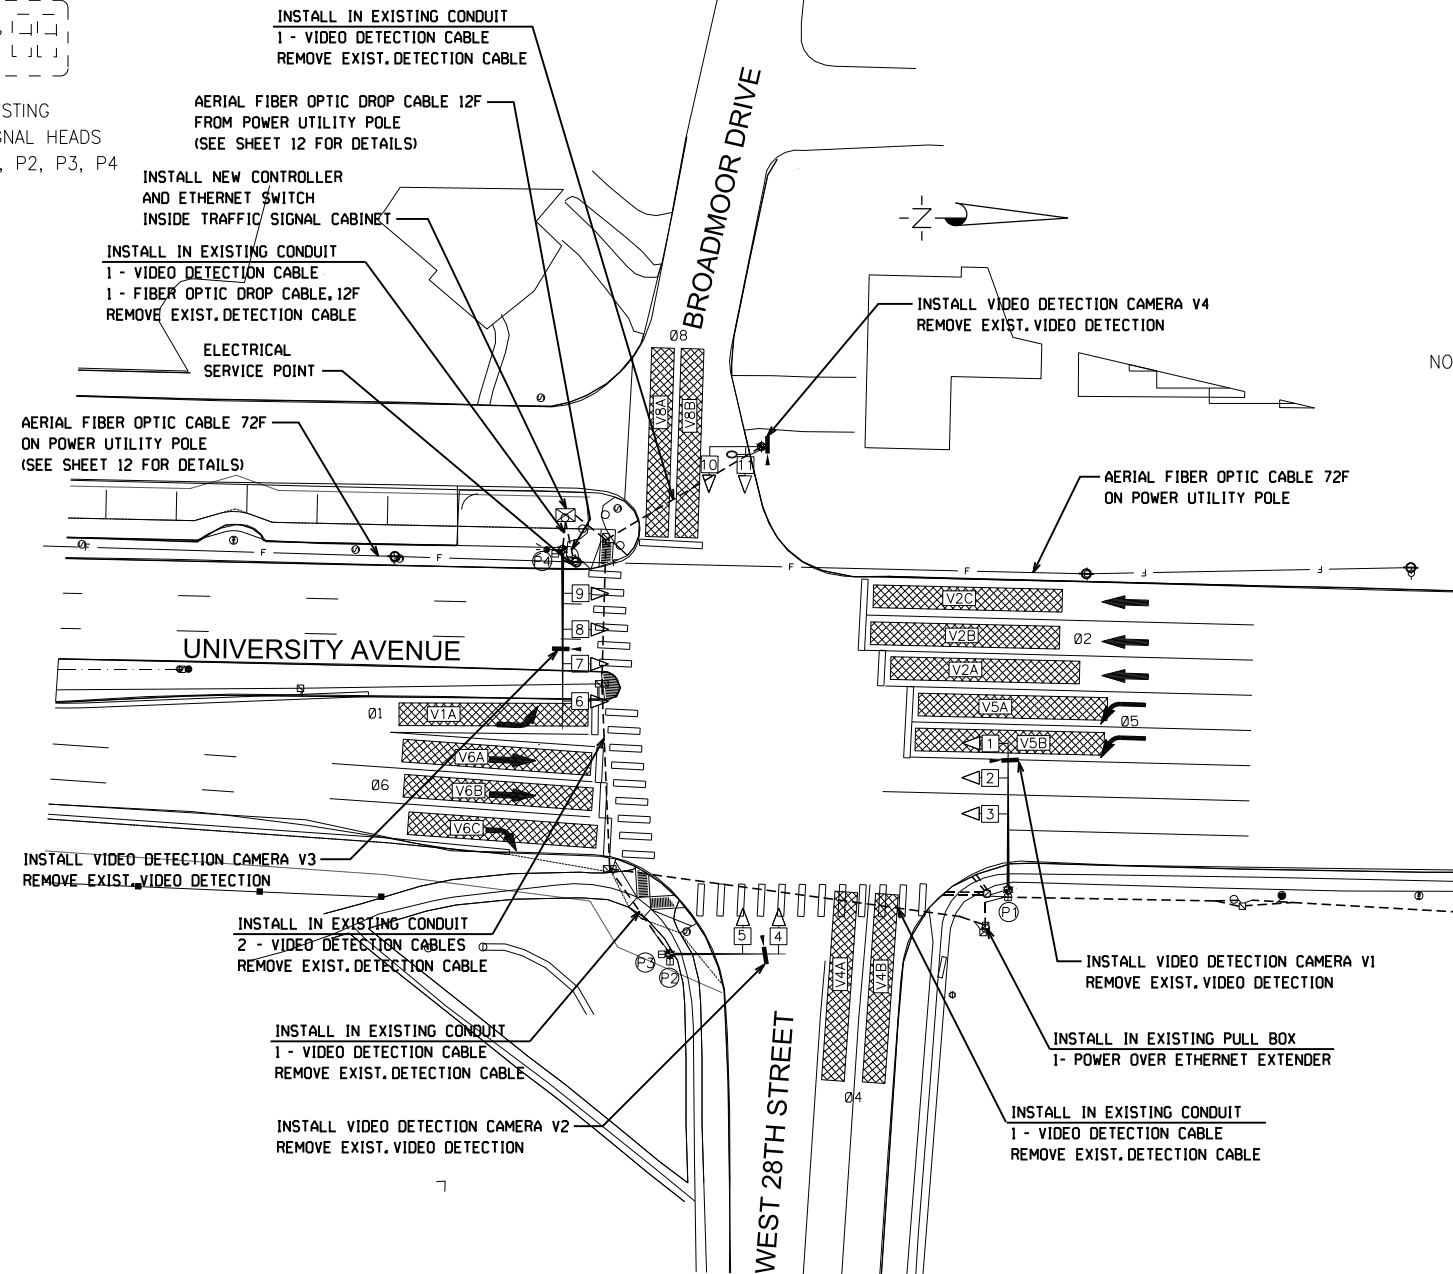 INSTALL IN EXISTING CONDUIT
1 - VIDEO DETECTION CABLE
REMOVE EXIST. DETECTION CABLE
AERIAL FIBER OPTIC DROP CABLE 12F
FROM POWER UTILITY POLE
(SEE SHEET 12 FOR DETAILS)
STING
GNAL HEADS
, P2, P3, P4
INSTALL NEW CONTROLLER
AND ETHERNET SWITCH
INSIDE TRAFFIC SIGNAL CABINET
INSTALL IN EXISTING CONDUIT
1 - VIDEO DETECTION CABLE
1 - FIBER OPTIC DROP CABLE, 12F
REMOVE EXIST. DETECTION CABLE
ELECTRICAL
SERVICE POINT
AERIAL FIBER OPTIC CABLE 72F
ON POWER UTILITY POLE
(SEE SHEET 12 FOR DETAILS)
BROADMOOR DRIVE
N
INSTALL VIDEO DETECTION CAMERA V4
REMOVE EXIST. VIDEO DETECTION
NO
Ø8
V8A
V8B
10
11
AERIAL FIBER OPTIC CABLE 72F
ON POWER UTILITY POLE
F
F
F
F
F
F
F
P4
9
8
7
6
UNIVERSITY AVENUE
V2C
V2B
Ø2
V2A
V5A
Ø5
V5B
1
2
3
Ø1
V1A
V6A
Ø6
V6B
V6C
INSTALL VIDEO DETECTION CAMERA V3
REMOVE EXIST. VIDEO DETECTION
INSTALL IN EXISTING CONDUIT
2 - VIDEO DETECTION CABLES
REMOVE EXIST. DETECTION CABLE
P3
P2
5
4
V4A
V4B
Ø4
P1
INSTALL VIDEO DETECTION CAMERA V1
REMOVE EXIST. VIDEO DETECTION
INSTALL IN EXISTING CONDUIT
1 - VIDEO DETECTION CABLE
REMOVE EXIST. DETECTION CABLE
INSTALL IN EXISTING PULL BOX
1- POWER OVER ETHERNET EXTENDER
INSTALL VIDEO DETECTION CAMERA V2
REMOVE EXIST. VIDEO DETECTION
INSTALL IN EXISTING CONDUIT
1 - VIDEO DETECTION CABLE
REMOVE EXIST. DETECTION CABLE
WEST 28TH STREET